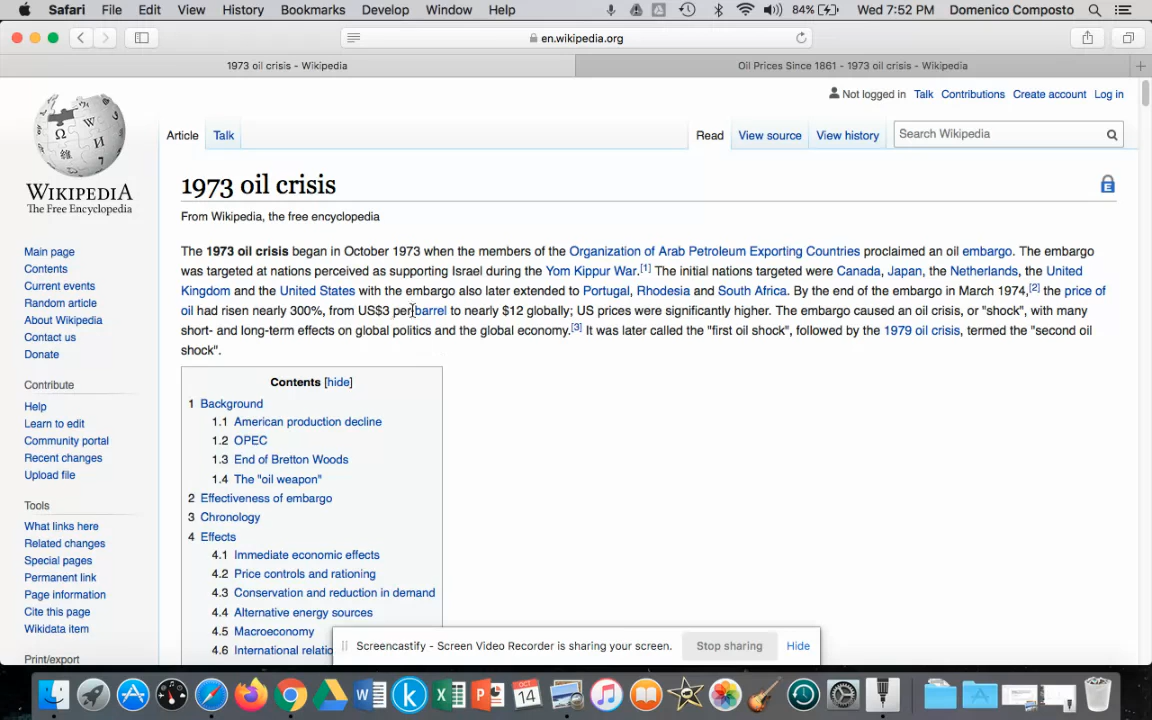 Safari File Edit View History Bookmarks Develop Window Help 84% Wed 7:52 PM Domenico Composto
en.wikipedia.org
1973 oil crisis - Wikipedia
Oil Prices Since 1861 - 1973 oil crisis - Wikipedia
Not logged in Talk Contributions Create account Log in
Article Talk Read View source View history Search Wikipedia
WIKIPEDIA
The Free Encyclopedia
Main page
Contents
Current events
Random article
About Wikipedia
Contact us
Donate
Contribute
Help
Learn to edit
Community portal
Recent changes
Upload file
Tools
What links here
Related changes
Special pages
Permanent link
Page information
Cite this page
Wikidata item
Print/export
1973 oil crisis
From Wikipedia, the free encyclopedia
The 1973 oil crisis began in October 1973 when the members of the Organization of Arab Petroleum Exporting Countries proclaimed an oil embargo. The embargo
was targeted at nations perceived as supporting Israel during the Yom Kippur War.[1] The initial nations targeted were Canada, Japan, the Netherlands, the United
Kingdom and the United States with the embargo also later extended to Portugal, Rhodesia and South Africa. By the end of the embargo in March 1974,[2] the price of
oil had risen nearly 300%, from US$3 per barrel to nearly $12 globally; US prices were significantly higher. The embargo caused an oil crisis, or "shock", with many
short- and long-term effects on global politics and the global economy.[3] It was later called the "first oil shock", followed by the 1979 oil crisis, termed the "second oil
shock".
Contents [hide]
1 Background
1.1 American production decline
1.2 OPEC
1.3 End of Bretton Woods
1.4 The "oil weapon"
2 Effectiveness of embargo
3 Chronology
4 Effects
4.1 Immediate economic effects
4.2 Price controls and rationing
4.3 Conservation and reduction in demand
4.4 Alternative energy sources
4.5 Macroeconomy
4.6 International relatio
Screencastify - Screen Video Recorder is sharing your screen. Stop sharing Hide
OCT
14